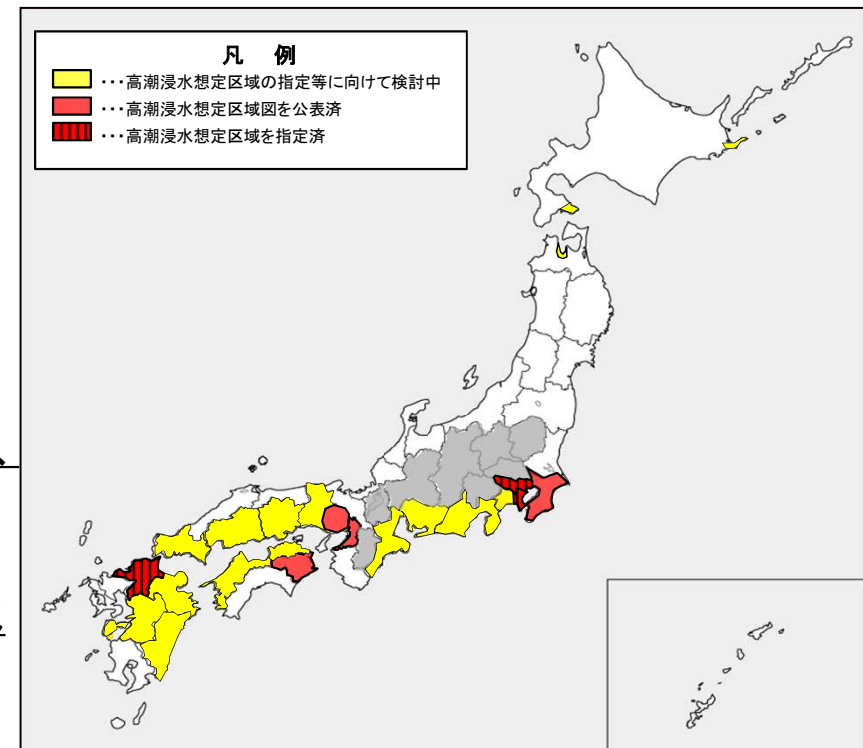 凡 例
・・・高潮浸水想定区域の指定等に向けて検討中
・・・高潮浸水想定区域図を公表済
・・・高潮浸水想定区域を指定済